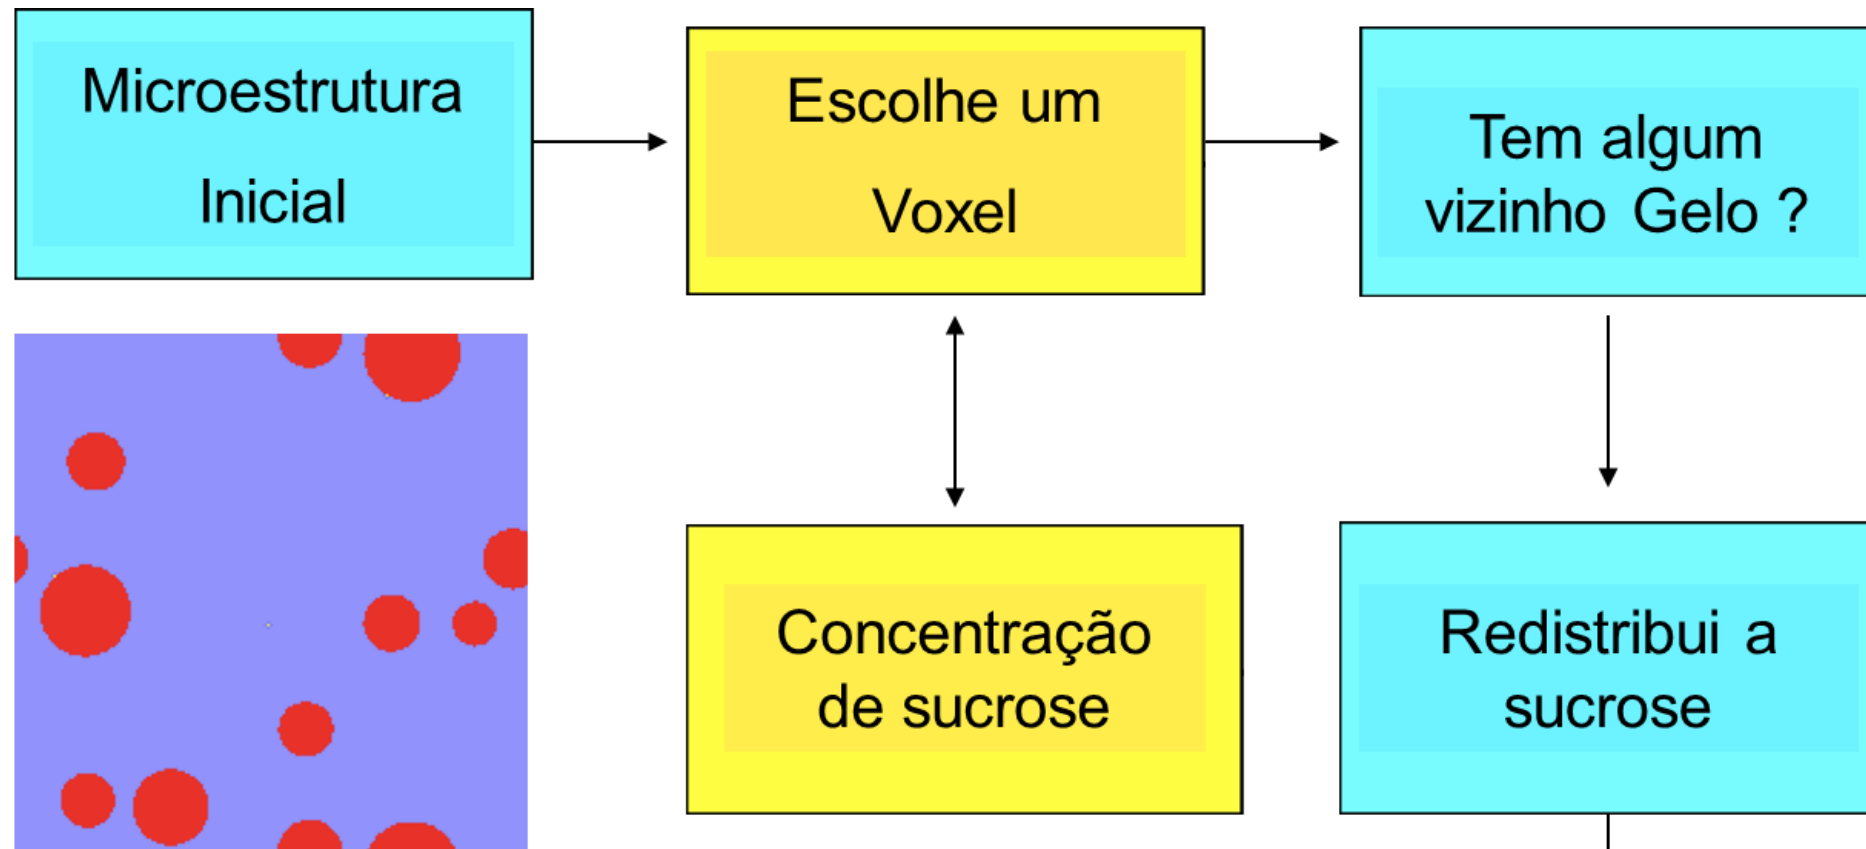 Microestrutura
Inicial
Escolhe um
Voxel
Tem algum
vizinho Gelo ?
Concentração
de sucrose
Redistribui a
sucrose